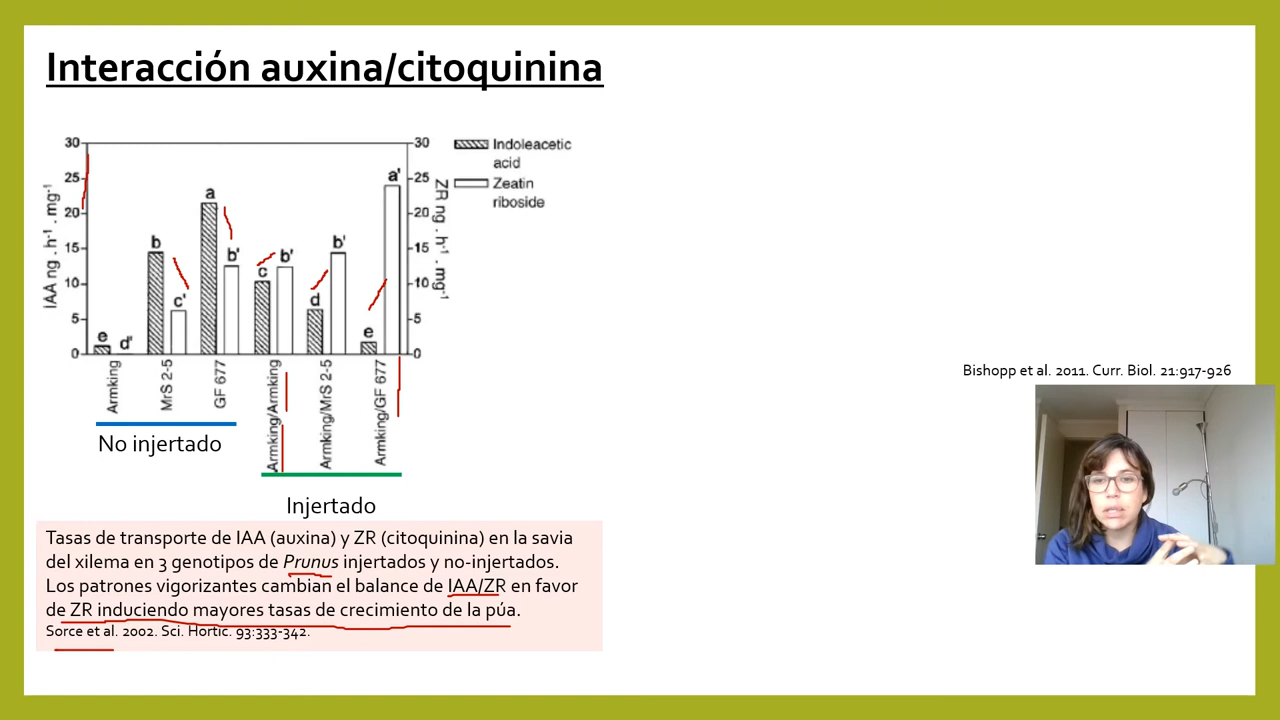 Interacción auxina/citoquinina
30
25
20
15
10
5
0
IAA ng . h⁻¹ . mg⁻¹
e
d'
b
c'
a
b'
c
b'
d
b'
e
a'
30
25
20
15
10
5
0
ZR ng . h⁻¹ . mg⁻¹
Indoleacetic
acid
Zeatin
riboside
Armking
MrS 2-5
GF 677
Armking/Armking
Armking/MrS 2-5
Armking/GF 677
No injertado
Injertado
Tasas de transporte de IAA (auxina) y ZR (citoquinina) en la savia
del xilema en 3 genotipos de Prunus injertados y no-injertados.
Los patrones vigorizantes cambian el balance de IAA/ZR en favor
de ZR induciendo mayores tasas de crecimiento de la púa.
Sorce et al. 2002. Sci. Hortic. 93:333-342.
Bishopp et al. 2011. Curr. Biol. 21:917-926